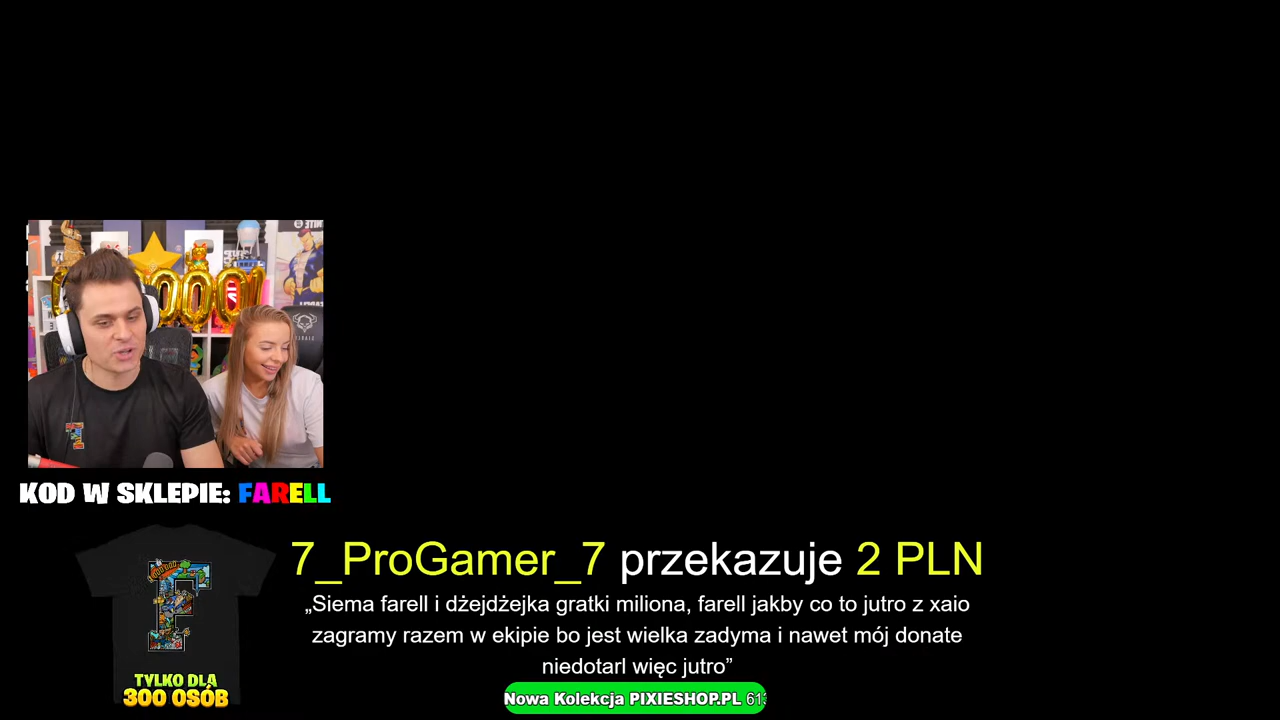 KOD W SKLEPIE: FARELL
7_ProGamer_7 przekazuje 2 PLN
„Siema farell i dżejdżejka gratki miliona, farell jakby co to jutro z xaio
zagramy razem w ekipie bo jest wielka zadyma i nawet mój donate
niedotarl więc jutro”
F
TYLKO DLA
300 OSÓB
Nowa Kolekcja PIXIESHOP.PL